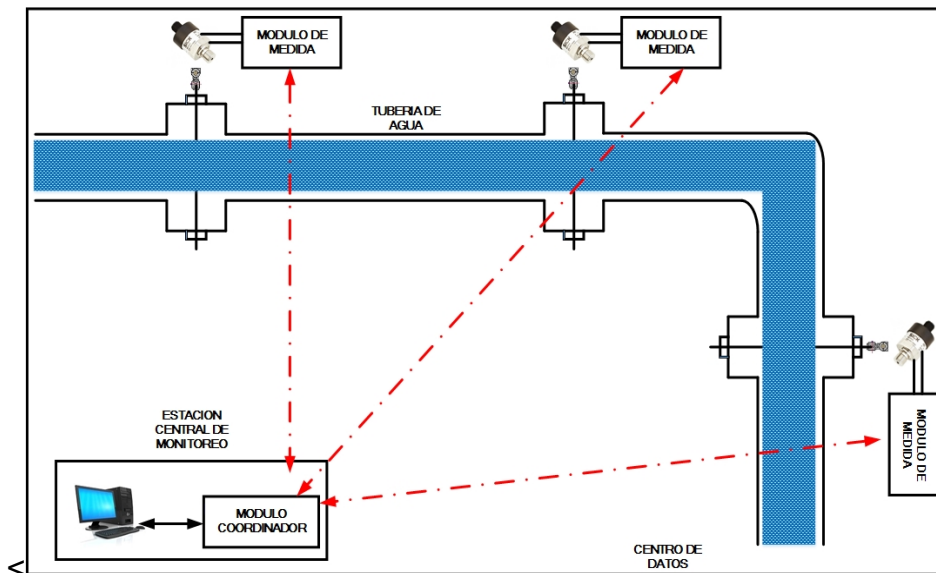 MODULO DE
MEDIDA
MODULO DE
MEDIDA
TUBERIA DE
AGUA
MODULO DE
MEDIDA
ESTACION
CENTRAL DE
MONITOREO
MODULO
COORDINADOR
CENTRO DE
DATOS
<